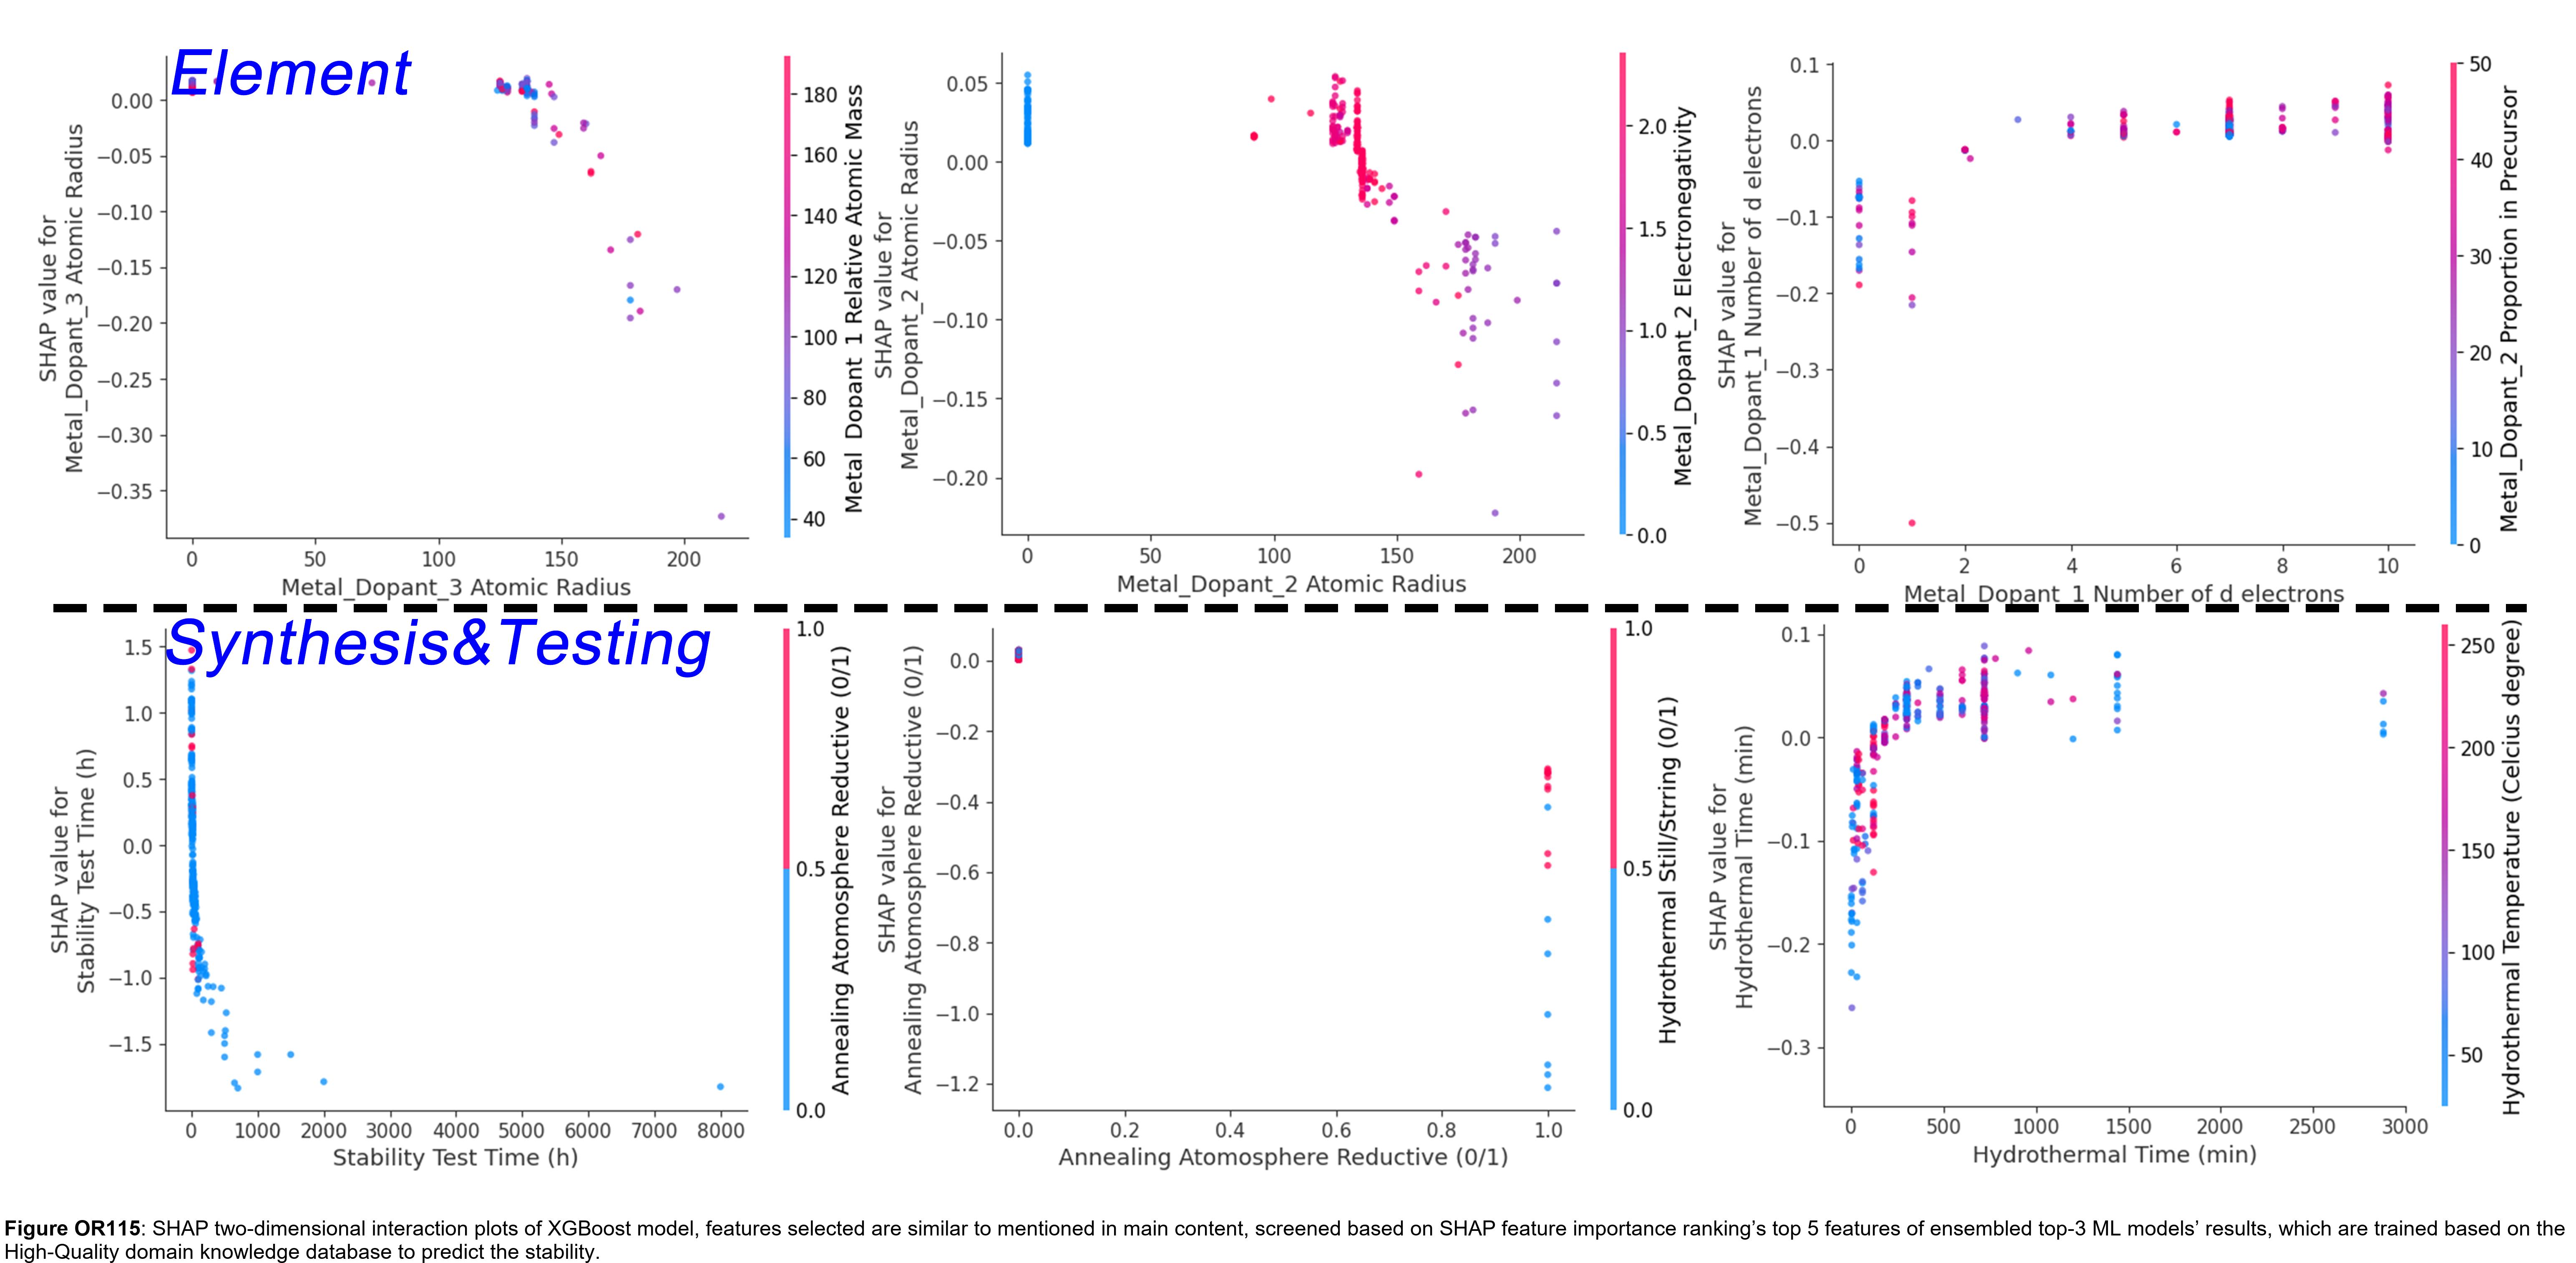 Element
0.00
−0.05
−0.10
−0.15
−0.20
−0.25
−0.30
−0.35
SHAP value for
Metal_Dopant_3 Atomic Radius
0 50 100 150 200
Metal_Dopant_3 Atomic Radius
180
160
140
120
100
80
60
40
Metal Dopant 1 Relative Atomic Mass
0.05
0.00
−0.05
−0.10
−0.15
−0.20
SHAP value for
Metal_Dopant_2 Atomic Radius
0 50 100 150 200
Metal_Dopant_2 Atomic Radius
2.0
1.5
1.0
0.5
0.0
Metal_Dopant_2 Electronegativity
0.1
0.0
−0.1
−0.2
−0.3
−0.4
−0.5
SHAP value for
Metal_Dopant_1 Number of d electrons
0 2 4 6 8 10
Metal Dopant 1 Number of d electrons
50
40
30
20
10
0
Metal_Dopant_2 Proportion in Precursor
Synthesis&Testing
1.5
1.0
0.5
0.0
−0.5
−1.0
−1.5
SHAP value for
Stability Test Time (h)
0 1000 2000 3000 4000 5000 6000 7000 8000
Stability Test Time (h)
1.0
0.5
0.0
Annealing Atomosphere Reductive (0/1)
0.0
−0.2
−0.4
−0.6
−0.8
−1.0
−1.2
SHAP value for
Annealing Atomosphere Reductive (0/1)
0.0 0.2 0.4 0.6 0.8 1.0
Annealing Atomosphere Reductive (0/1)
1.0
0.5
0.0
Hydrothermal Still/Strring (0/1)
0.1
0.0
−0.1
−0.2
−0.3
SHAP value for
Hydrothermal Time (min)
0 500 1000 1500 2000 2500 3000
Hydrothermal Time (min)
250
200
150
100
50
Hydrothermal Temperature (Celcius degree)
Figure OR115: SHAP two-dimensional interaction plots of XGBoost model, features selected are similar to mentioned in main content, screened based on SHAP feature importance ranking’s top 5 features of ensembled top-3 ML models’ results, which are trained based on the
High-Quality domain knowledge database to predict the stability.